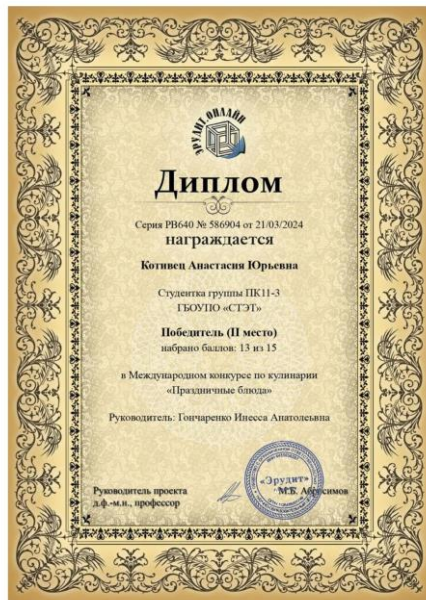 ЭРУДИТ.ОНЛАЙН
Диплом
Серия РВ640 № 586904 от 21/03/2024
награждается
Котивец Анастасия Юрьевна
Студентка группы ПК11-3
ГБОУПО «СТЭТ»
Победитель (II место)
набрано баллов: 13 из 15
в Международном конкурсе по кулинарии
«Праздничные блюда»
Руководитель: Гончаренко Инесса Анатолеьвна
Руководитель проекта
д.ф.-м.н., профессор
«Эрудит»
М.Б. Абросимов